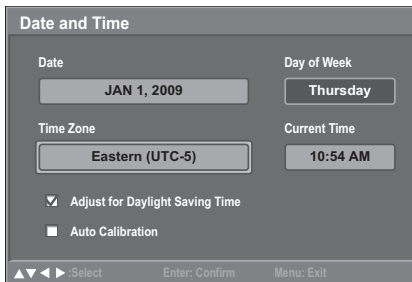 Date and Time
Date Day of Week
JAN 1, 2009 Thursday
Time Zone Current Time
Eastern (UTC-5) 10:54 AM
Adjust for Daylight Saving Time
Auto Calibration
:Select Enter: Confirm Menu: Exit